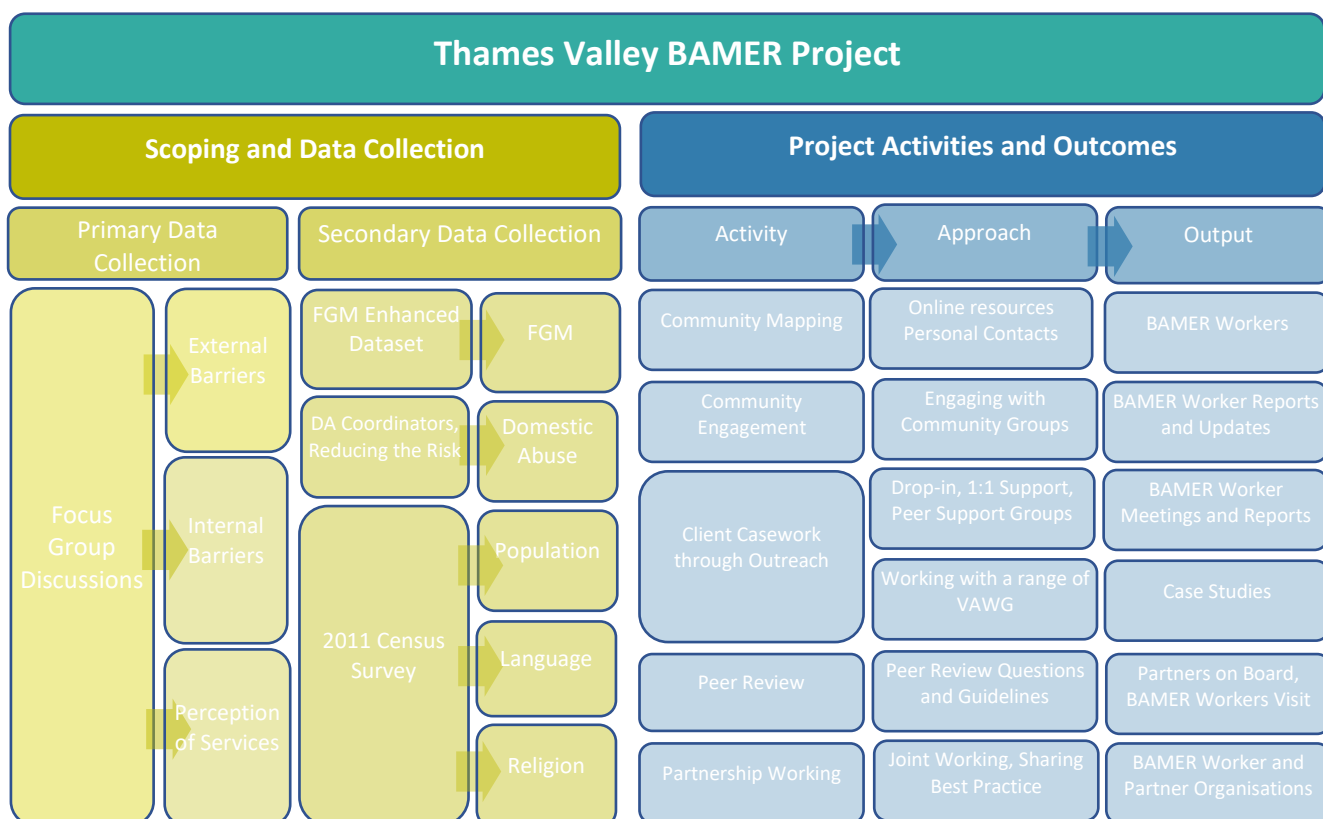 Thames Valley BAMER Project
Scoping and Data Collection
Project Activities and Outcomes
Primary Data
Collection
Secondary Data Collection
Activity
Approach
Output
Focus
Group
Discussions
External
Barriers
Internal
Barriers
Perception
of Services
FGM Enhanced
Dataset
FGM
DA Coordinators,
Reducing the Risk
Domestic
Abuse
2011 Census
Survey
Population
Language
Religion
Community Mapping
Online resources
Personal Contacts
BAMER Workers
Community
Engagement
Engaging with
Community Groups
BAMER Worker Reports
and Updates
Client Casework
through Outreach
Drop-in, 1:1 Support,
Peer Support Groups
BAMER Worker
Meetings and Reports
Working with a range of
VAWG
Case Studies
Peer Review
Peer Review Questions
and Guidelines
Partners on Board,
BAMER Workers Visit
Partnership Working
Joint Working, Sharing
Best Practice
BAMER Worker and
Partner Organisations